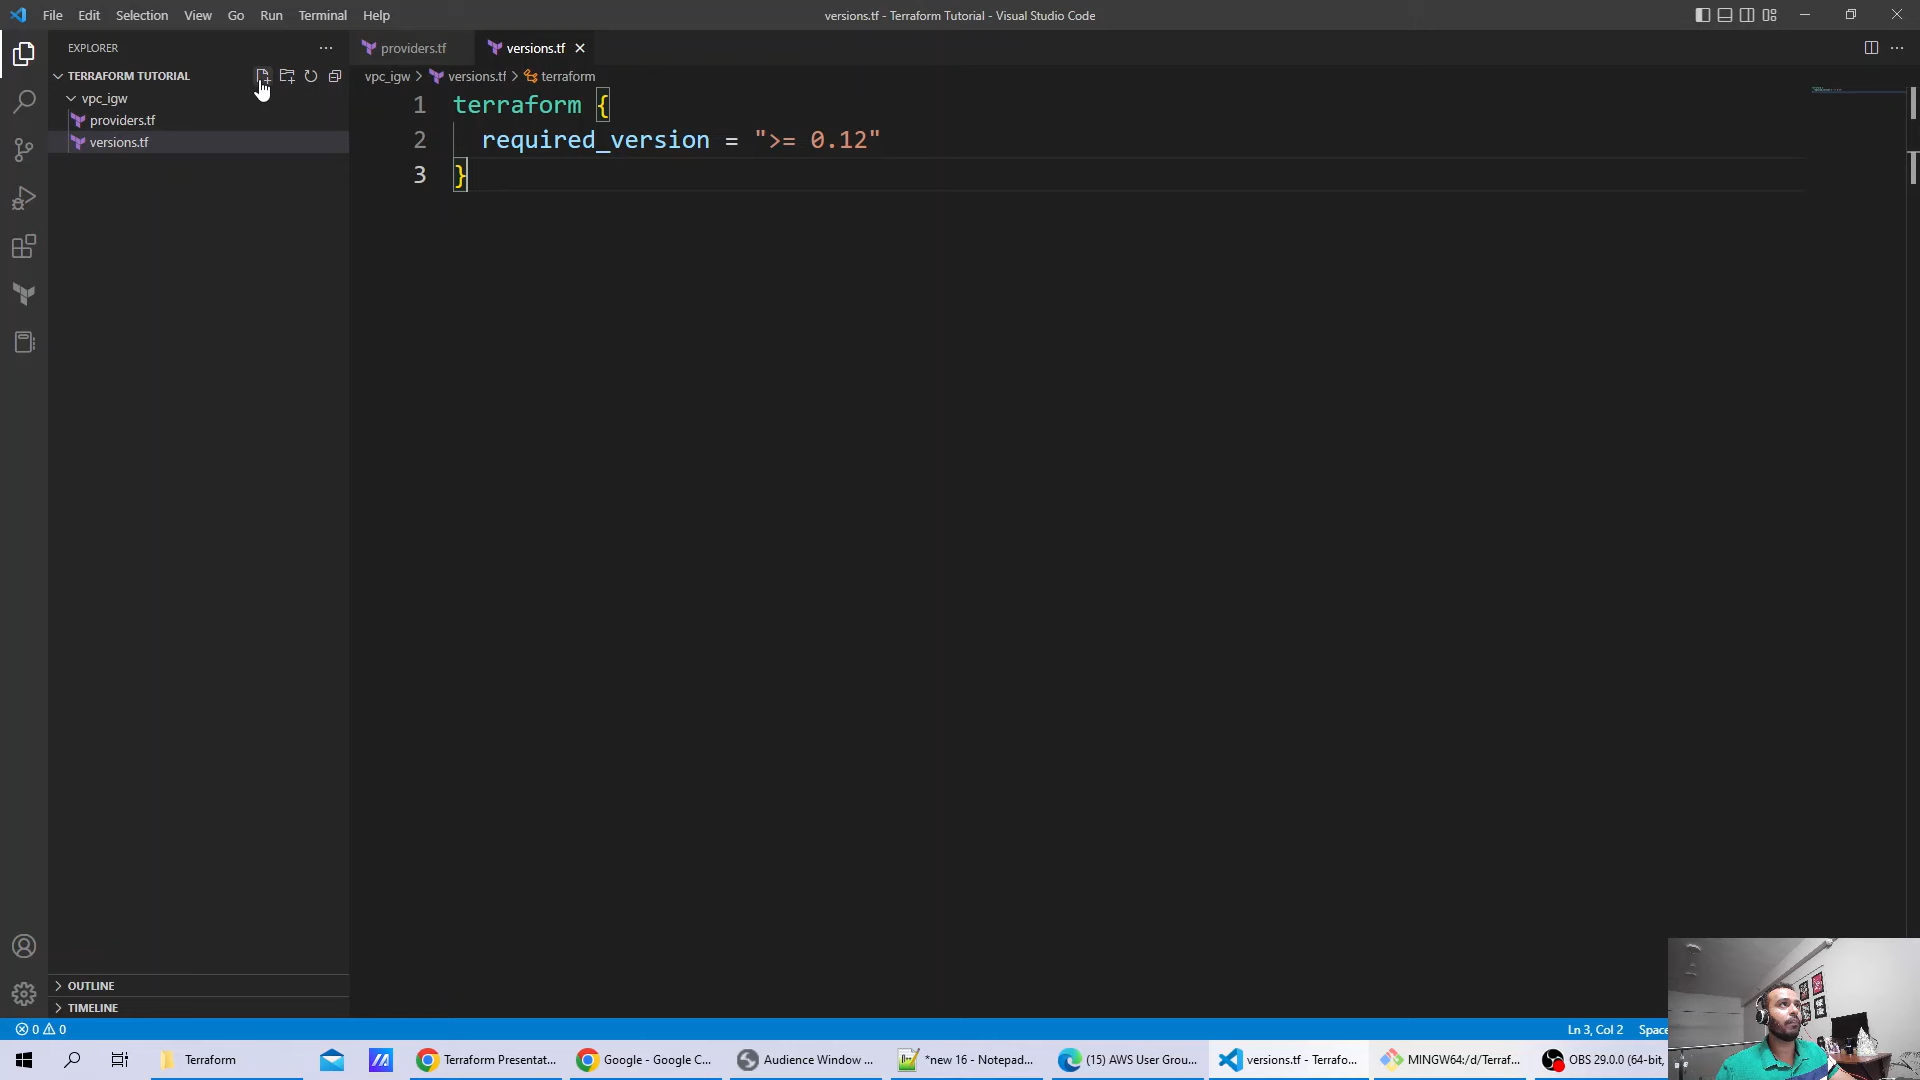 File Edit Selection View Go Run Terminal Help
versions.tf - Terraform Tutorial - Visual Studio Code
EXPLORER
TERRAFORM TUTORIAL
vpc_igw
providers.tf
versions.tf
OUTLINE
TIMELINE
providers.tf
versions.tf
vpc_igw > versions.tf > terraform
1 terraform {
2 required_version = ">= 0.12"
3 }
0 0
Ln 3, Col 2
Space
Terraform
Terraform Presentat...
Google - Google C...
Audience Window ...
*new 16 - Notepad...
(15) AWS User Grou...
versions.tf - Terrafo...
MINGW64:/d/Terraf...
OBS 29.0.0 (64-bit,